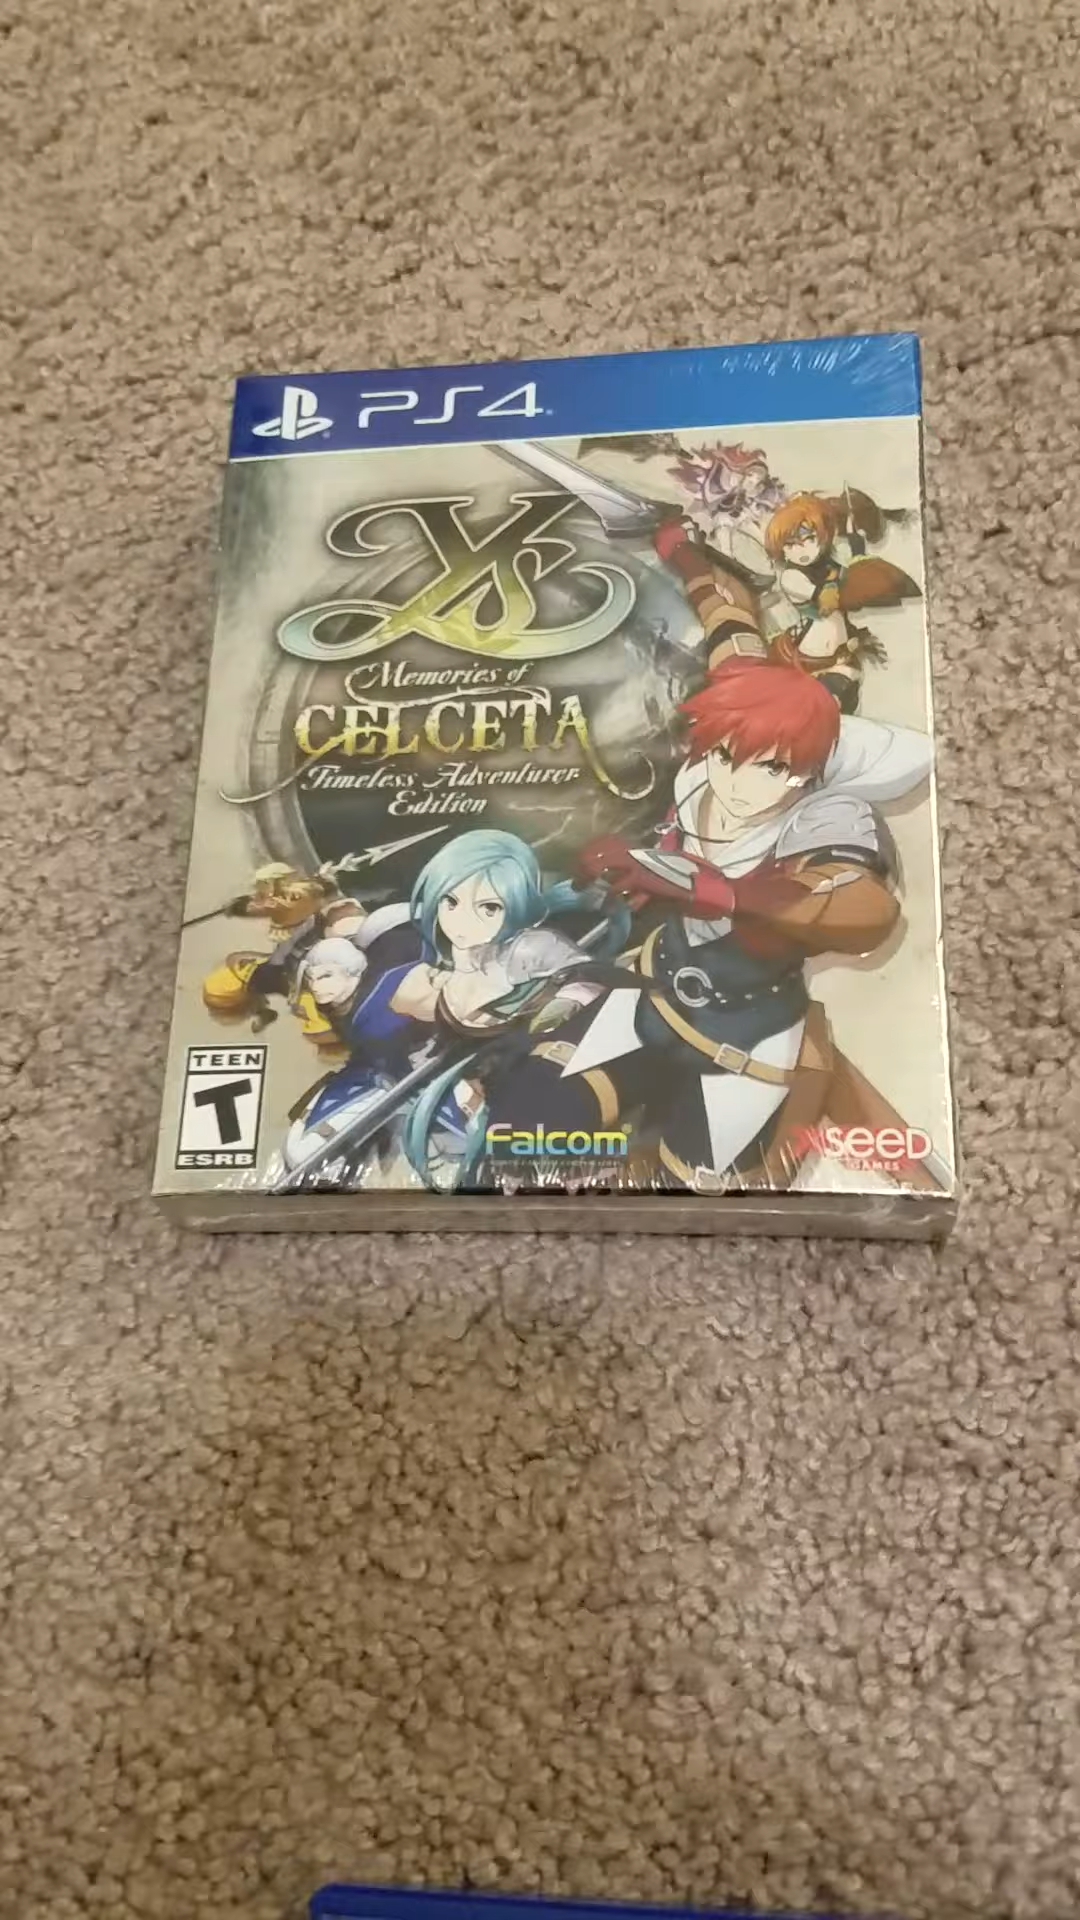 PS4
Ys
Memories of
CELCETA
Timeless Adventurer
Edition
TEEN
T
ESRB
Falcom
XSEED
GAMES